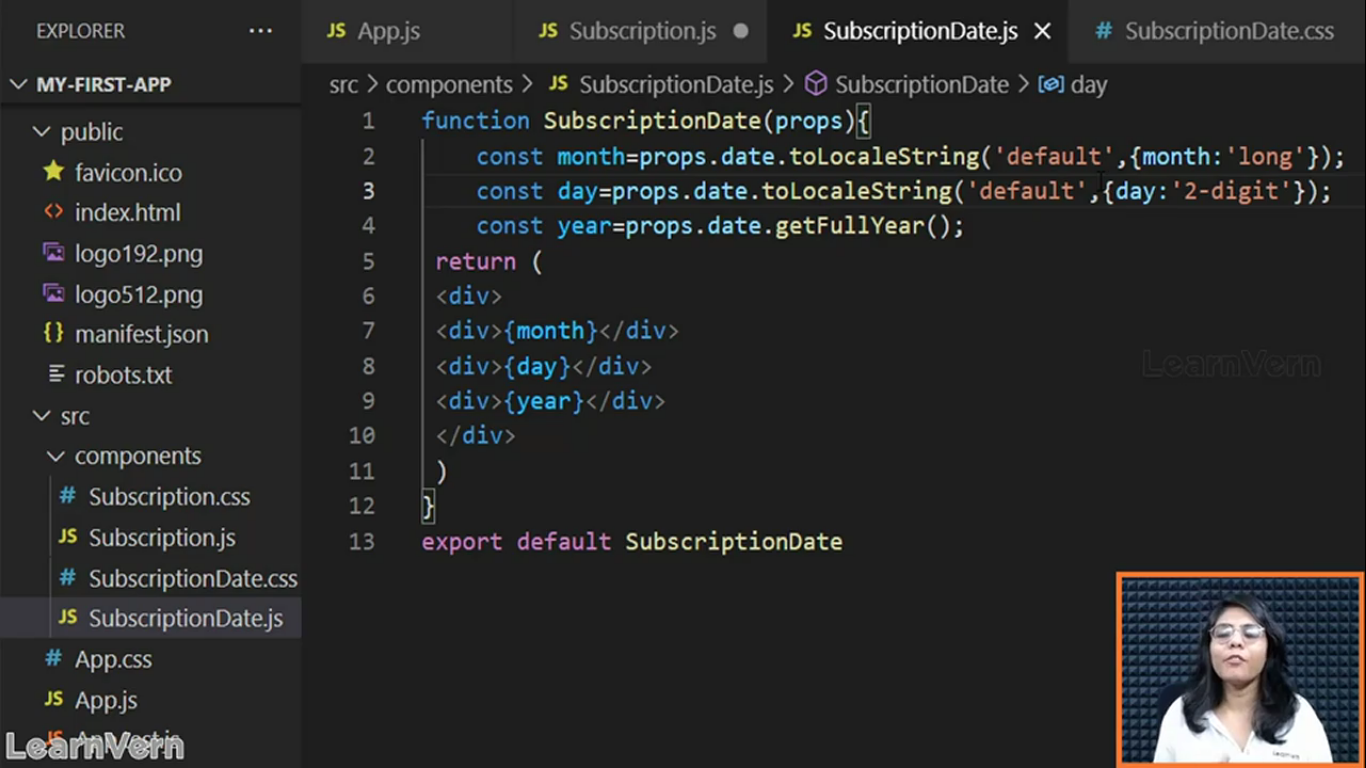 EXPLORER ...
MY-FIRST-APP
public
favicon.ico
<> index.html
logo192.png
logo512.png
{} manifest.json
robots.txt
src
components
# Subscription.css
JS Subscription.js
# SubscriptionDate.css
JS SubscriptionDate.js
# App.css
JS App.js
LearnVern
JS App.js
JS Subscription.js
JS SubscriptionDate.js
# SubscriptionDate.css
src > components > JS SubscriptionDate.js > SubscriptionDate > day
1 function SubscriptionDate(props){
2 const month=props.date.toLocaleString('default',{month:'long'});
3 const day=props.date.toLocaleString('default',{day:'2-digit'});
4 const year=props.date.getFullYear();
5 return (
6 <div>
7 <div>{month}</div>
8 <div>{day}</div>
9 <div>{year}</div>
10 </div>
11 )
12 }
13 export default SubscriptionDate
LearnVern